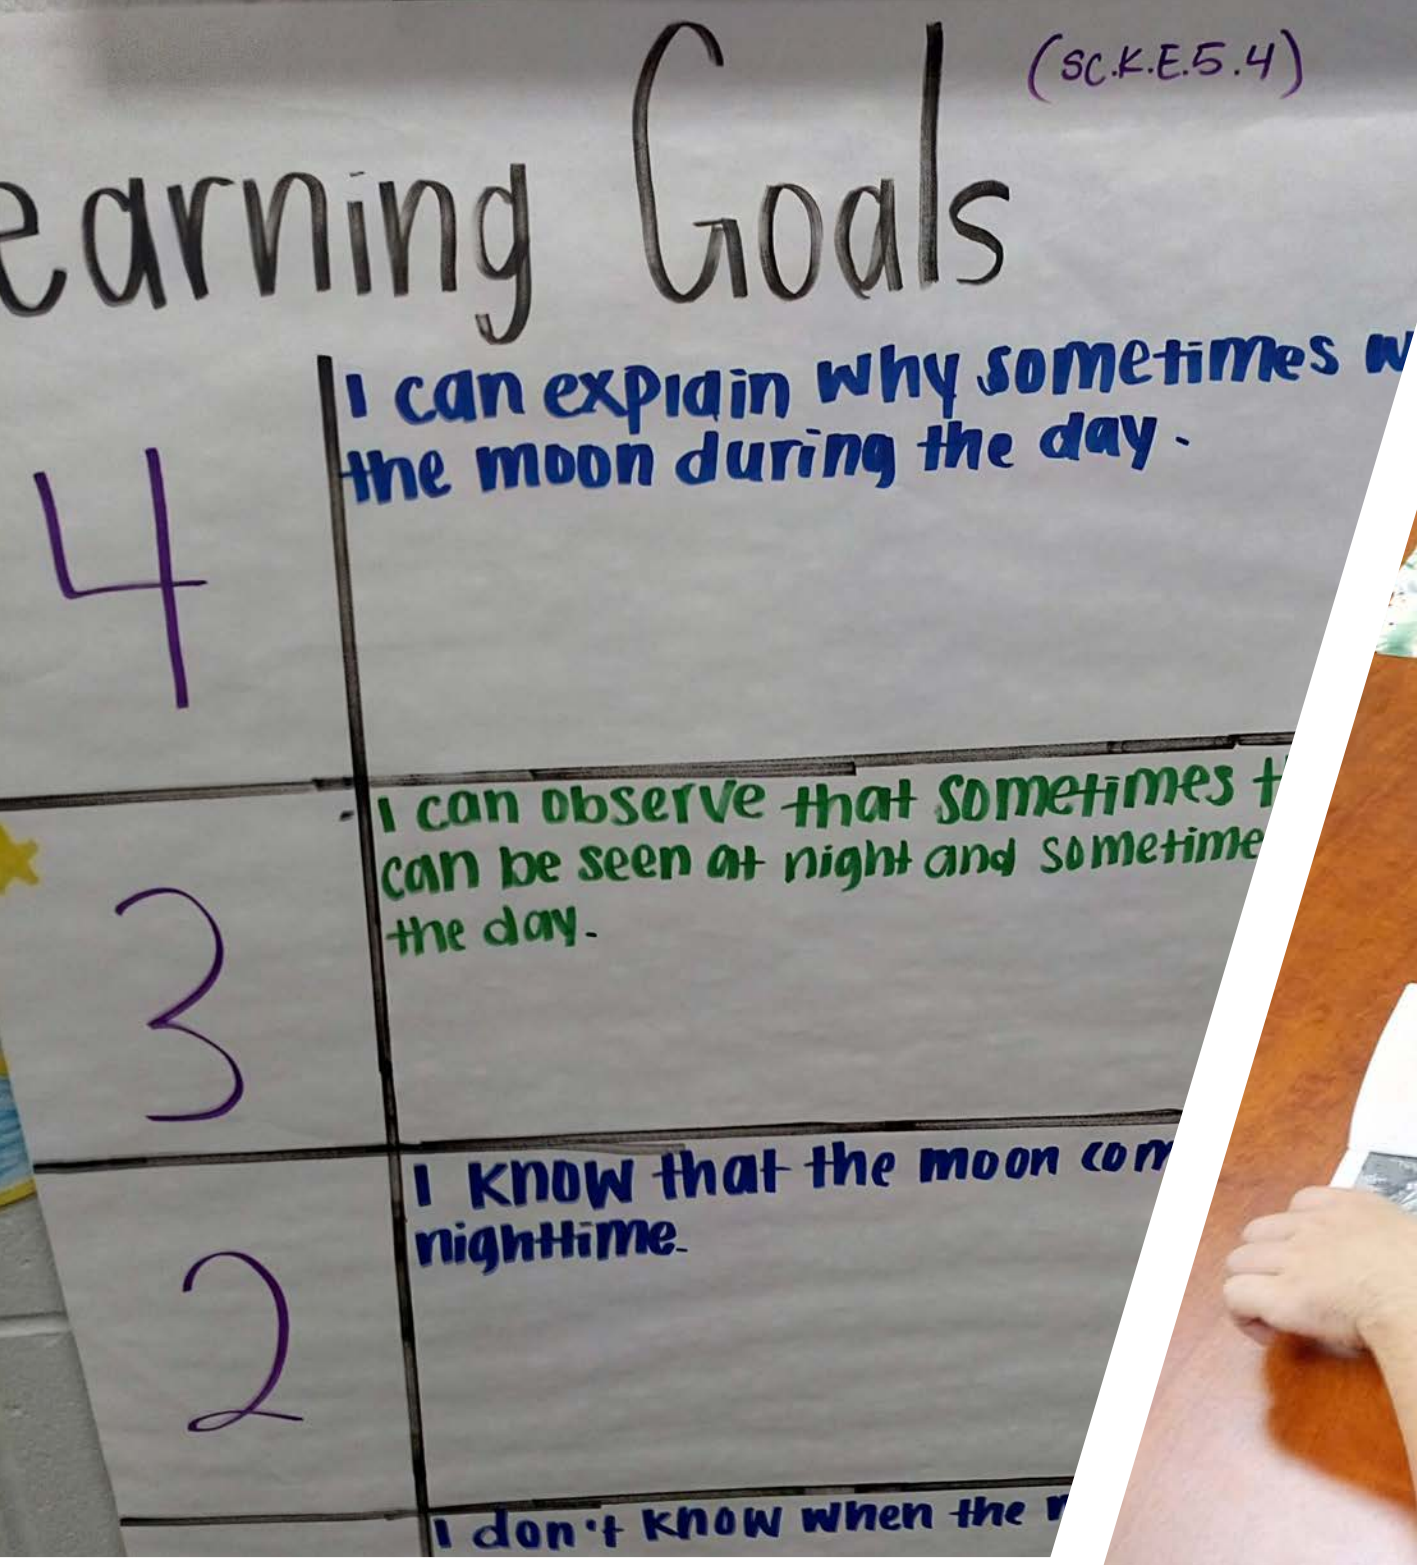 (SC.K.E.5.4)
earning Goals
4
I can explain why sometimes w
the moon during the day.
3
I can observe that sometimes t
can be seen at night and sometime
the day.
2
I know that the moon com
nighttime.
I don't know when the